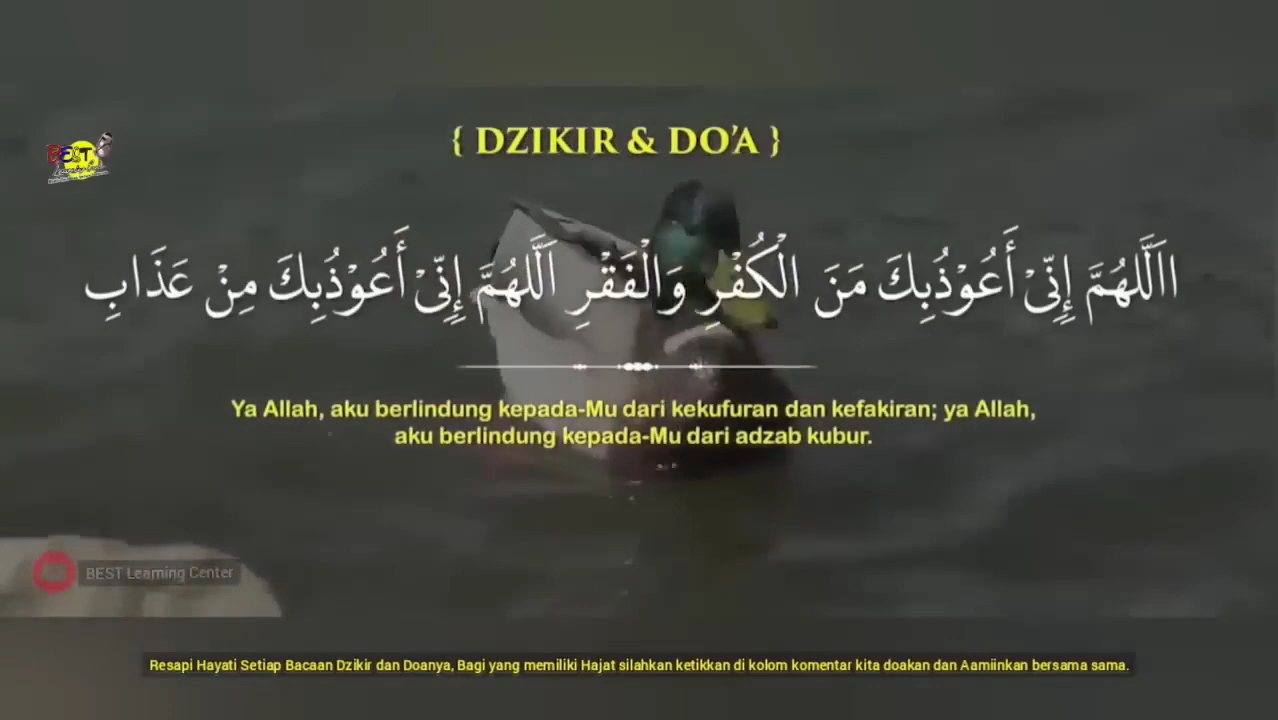 { DZIKIR & DO’A }
BEST
االَلَّهُمَّ إِنِّىْ أَعُوْذُبِكَ مَنَ الْكُفْرِ وَالْفَقْرِ اَللَّهُمَّ إِنِّىْ أَعُوْذُبِكَ مِنْ عَذَابِ
Ya Allah, aku berlindung kepada-Mu dari kekufuran dan kefakiran; ya Allah,
aku berlindung kepada-Mu dari adzab kubur.
BEST Learning Center
Resapi Hayati Setiap Bacaan Dzikir dan Doanya, Bagi yang memiliki Hajat silahkan ketikkan di kolom komentar kita doakan dan Aamiinkan bersama sama.